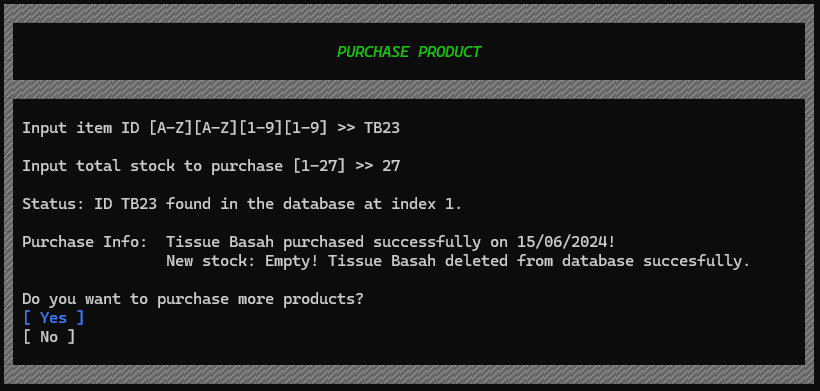 PURCHASE PRODUCT
Input item ID [A-Z][A-Z][1-9][1-9] >> TB23
Input total stock to purchase [1-27] >> 27
Status: ID TB23 found in the database at index 1.
Purchase Info:  Tissue Basah purchased successfully on 15/06/2024!
New stock: Empty! Tissue Basah deleted from database succesfully.
Do you want to purchase more products?
[ Yes ]
[ No ]